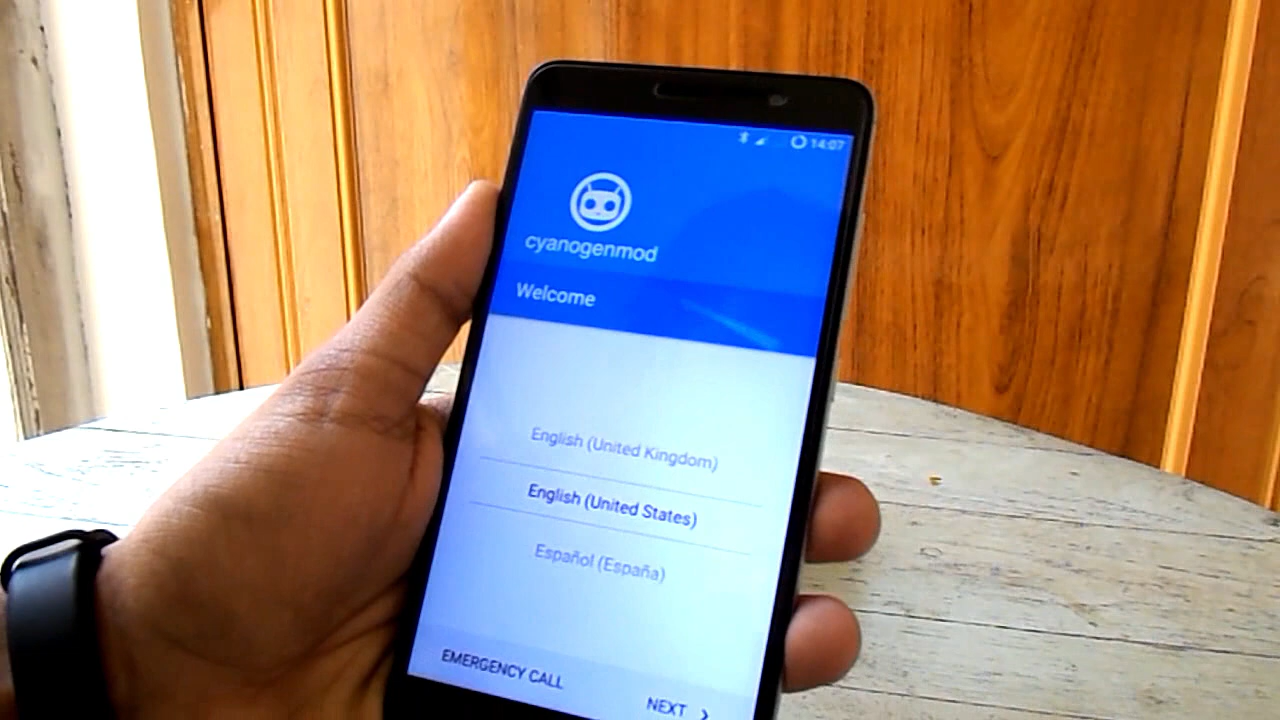 14:07
cyanogenmod
Welcome
English (United Kingdom)
English (United States)
Español (España)
EMERGENCY CALL
NEXT >